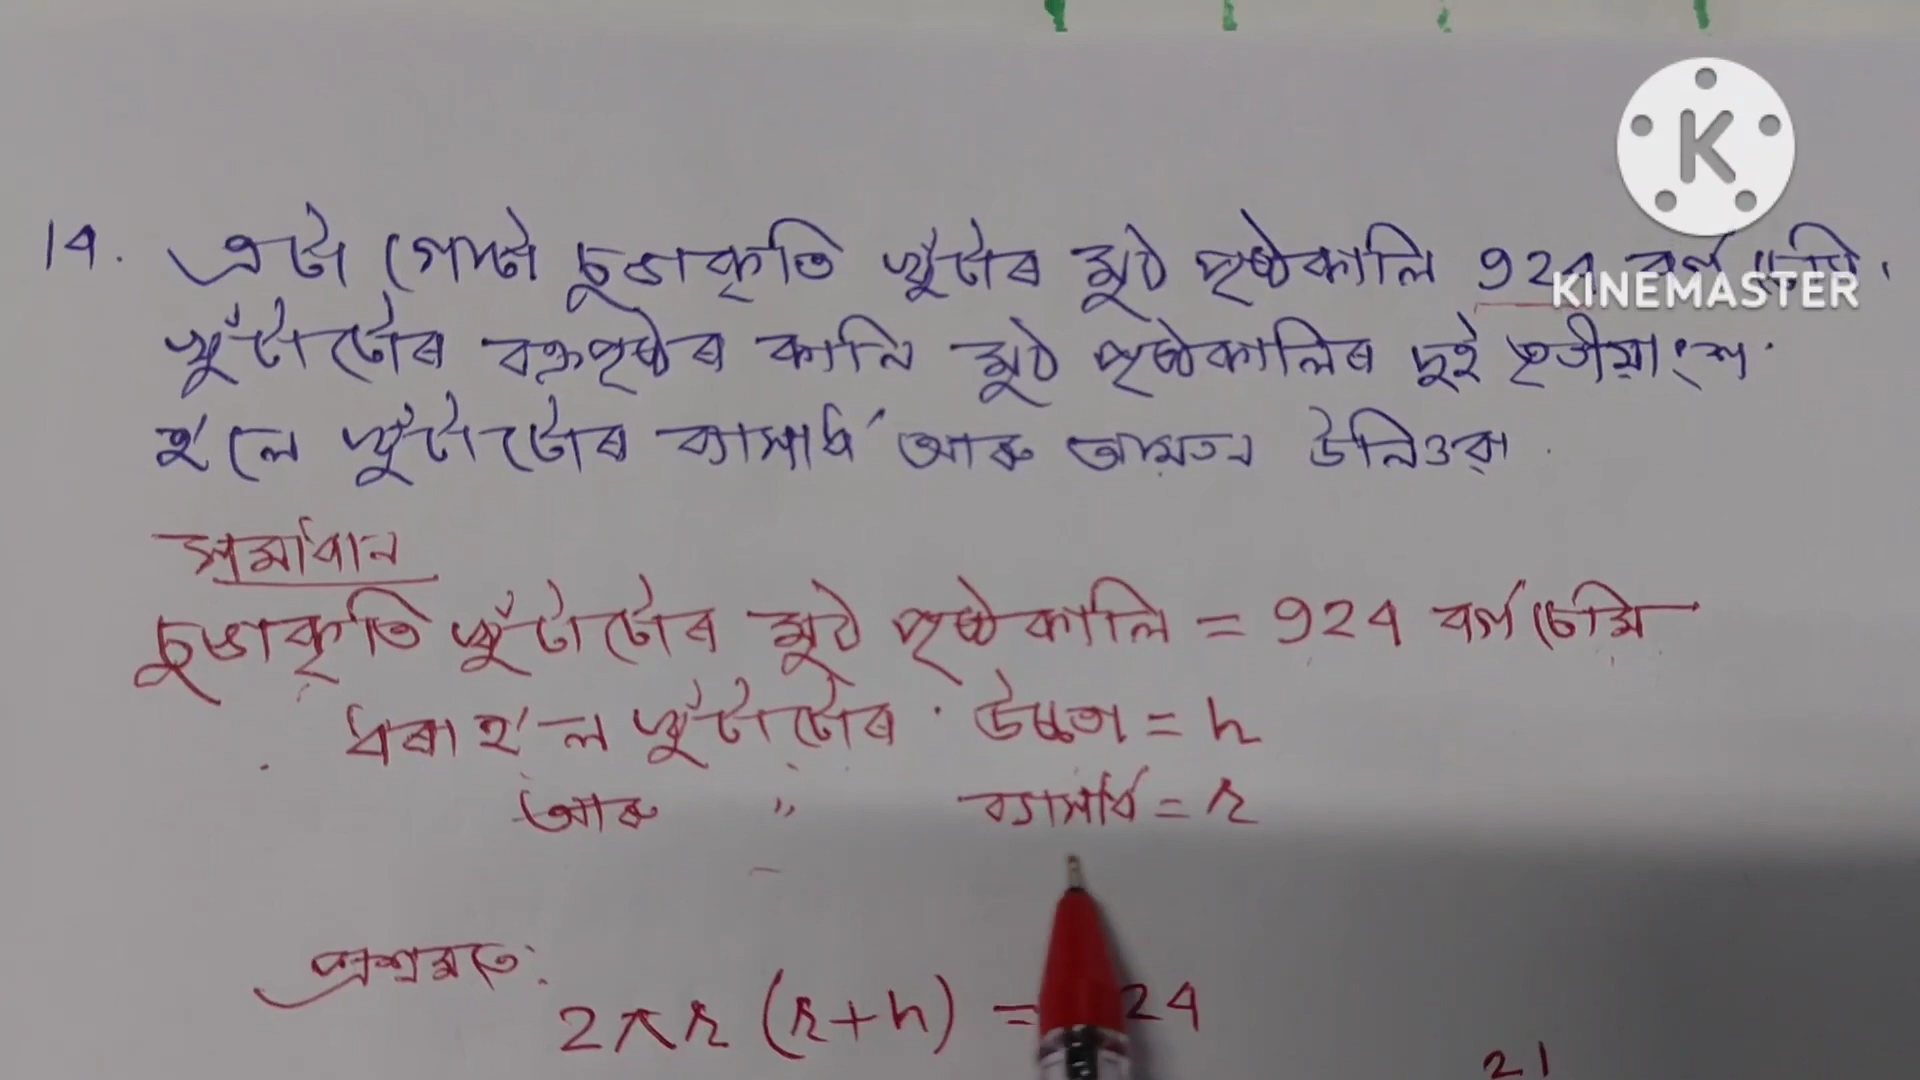 14. এটা গোটা চুঙাকৃতি খুঁটাৰ মুঠ পৃষ্ঠকালি 924 বৰ্গ চেমি।
KINEMASTER
খুঁটাটোৰ বক্ৰপৃষ্ঠৰ কালি মুঠ পৃষ্ঠকালিৰ দুই তৃতীয়াংশ
হ'লে খুঁটাটোৰ ব্যাসাৰ্ধ আৰু আয়তন উলিওৱা
সমাধান
চুঙাকৃতি খুঁটাটোৰ মুঠ পৃষ্ঠকালি = 924 বৰ্গ চেমি
ধৰা হ'ল খুঁটাটোৰ উচ্চতা = h
আৰু " ব্যাসাৰ্ধ = r
প্ৰশ্নমতে:
2πr (r+h) = 24
21